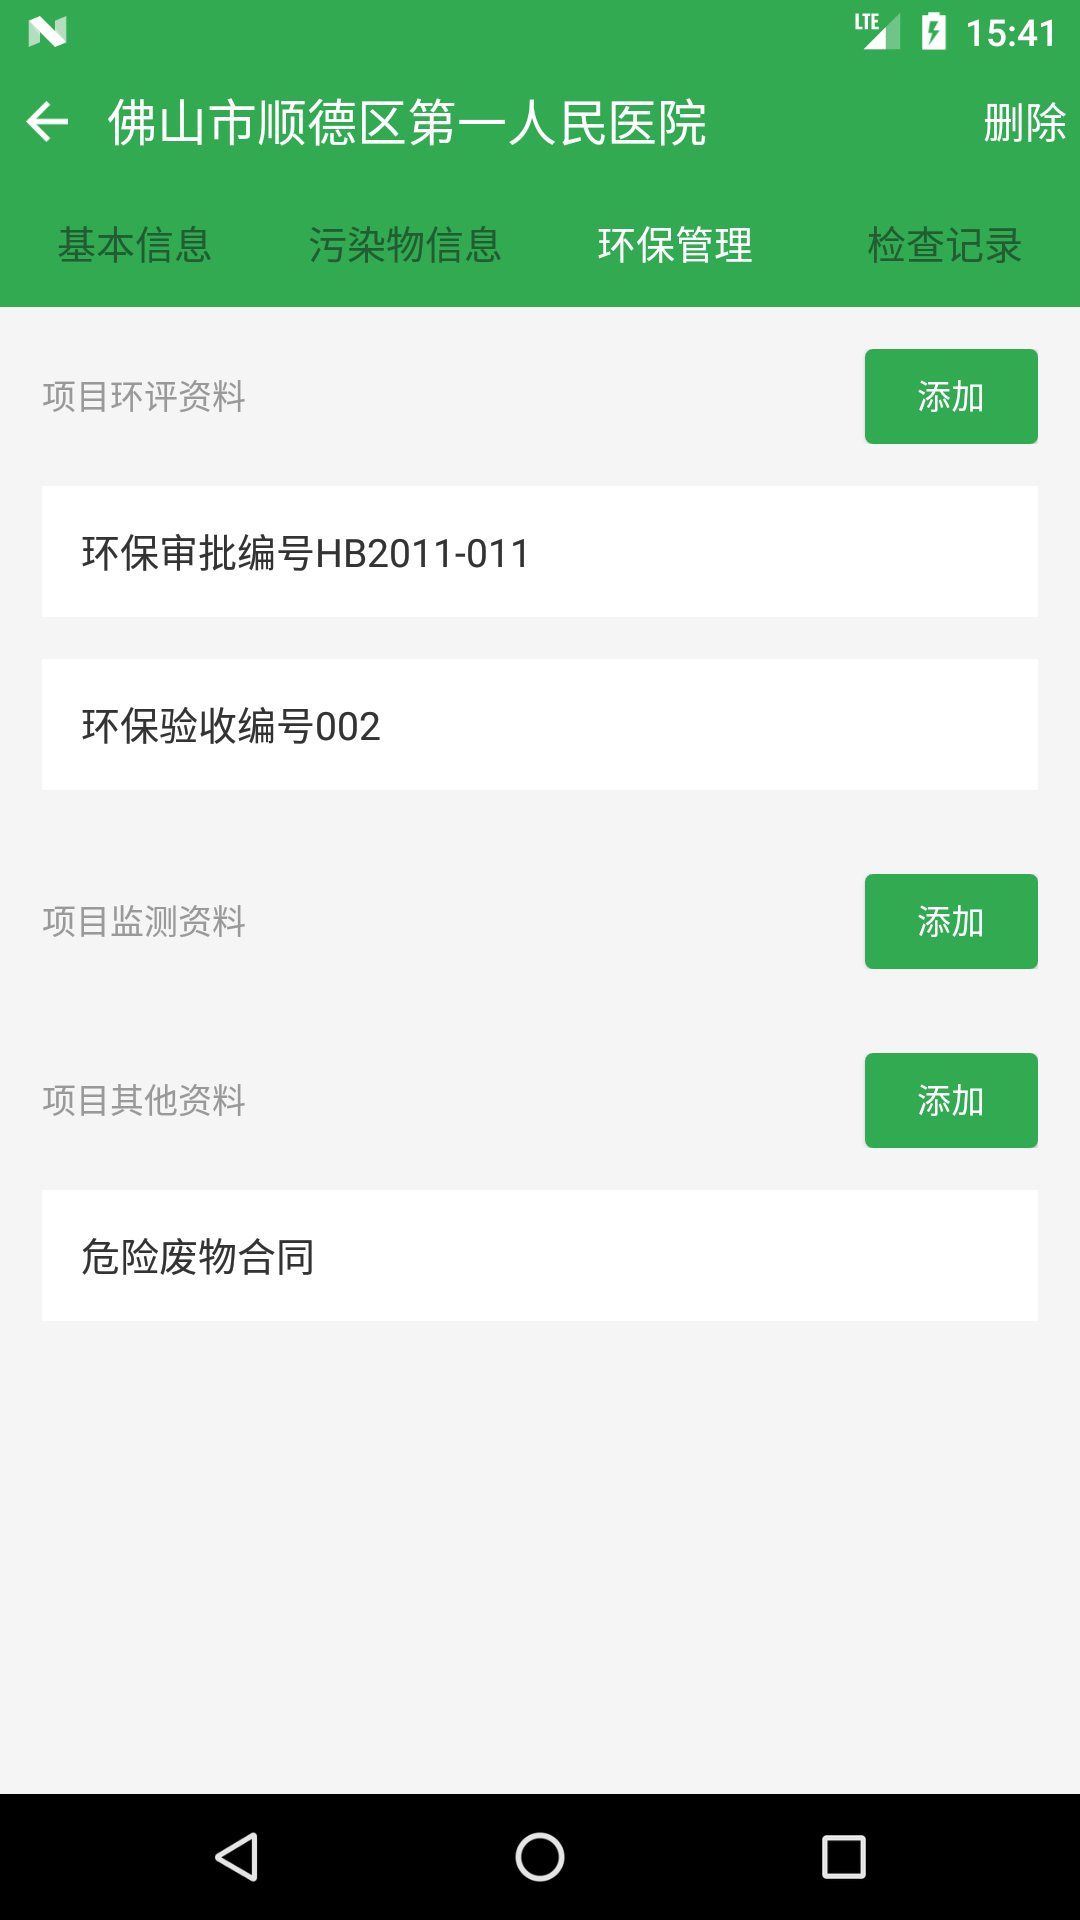 LTE 15:41
佛山市顺德区第一人民医院 删除
基本信息 污染物信息 环保管理 检查记录
项目环评资料 添加
环保审批编号HB2011-011
环保验收编号002
项目监测资料 添加
项目其他资料 添加
危险废物合同